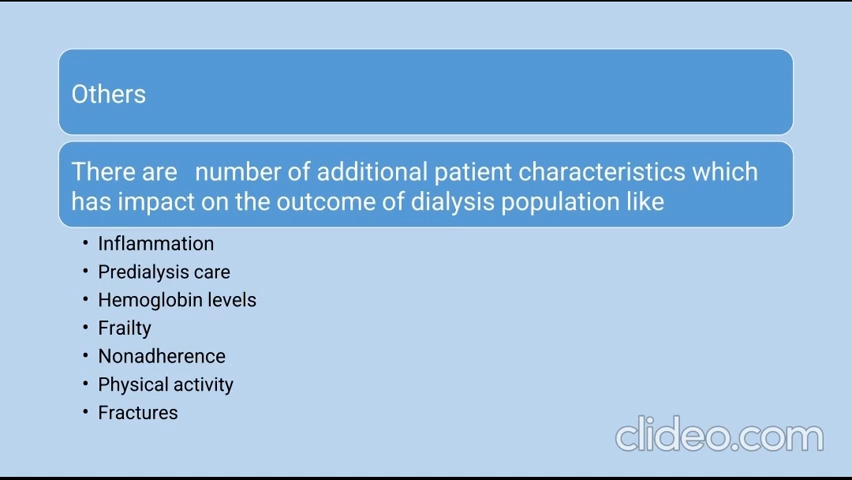 Others
There are number of additional patient characteristics which
has impact on the outcome of dialysis population like
• Inflammation
• Predialysis care
• Hemoglobin levels
• Frailty
• Nonadherence
• Physical activity
• Fractures
clideo.com